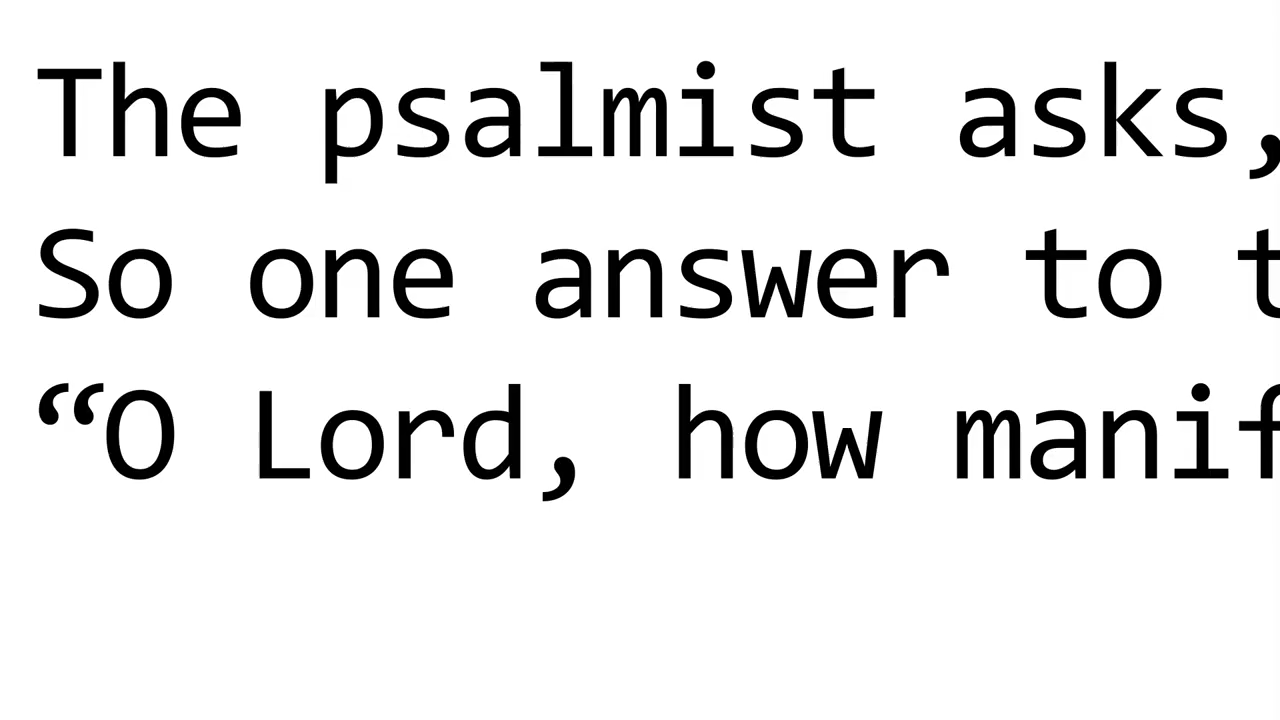 The psalmist asks,
So one answer to t
“O Lord, how manif